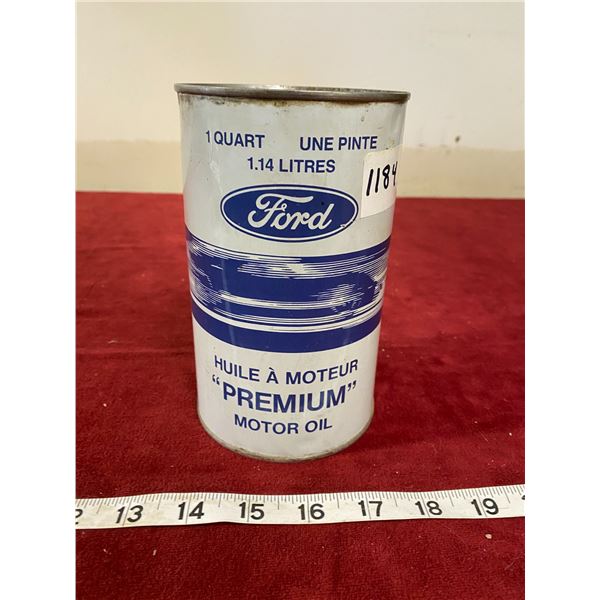 1 QUART UNE PINTE
1.14 LITRES
1184
Ford
HUILE À MOTEUR
"PREMIUM"
MOTOR OIL
13 14 15 16 17 18 19